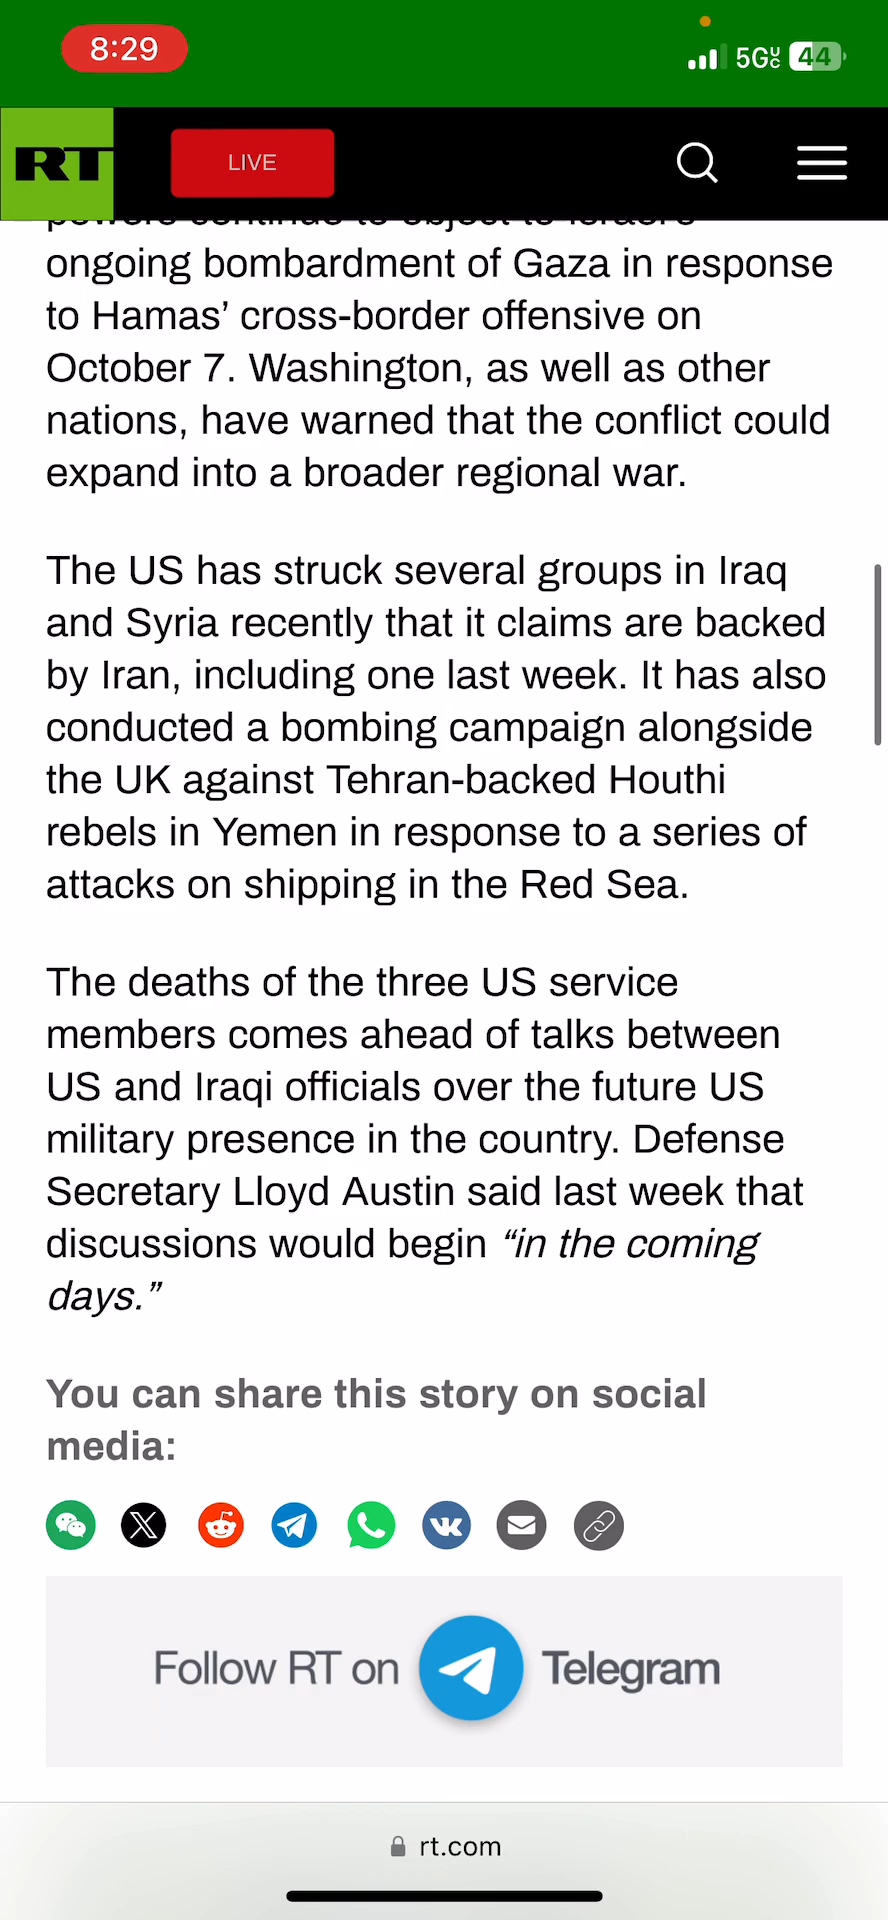 8:29
5GUC 44
RT
LIVE
powers continue to object to Israel's
ongoing bombardment of Gaza in response
to Hamas’ cross-border offensive on
October 7. Washington, as well as other
nations, have warned that the conflict could
expand into a broader regional war.
The US has struck several groups in Iraq
and Syria recently that it claims are backed
by Iran, including one last week. It has also
conducted a bombing campaign alongside
the UK against Tehran-backed Houthi
rebels in Yemen in response to a series of
attacks on shipping in the Red Sea.
The deaths of the three US service
members comes ahead of talks between
US and Iraqi officials over the future US
military presence in the country. Defense
Secretary Lloyd Austin said last week that
discussions would begin “in the coming
days.”
You can share this story on social
media:
Follow RT on Telegram
rt.com